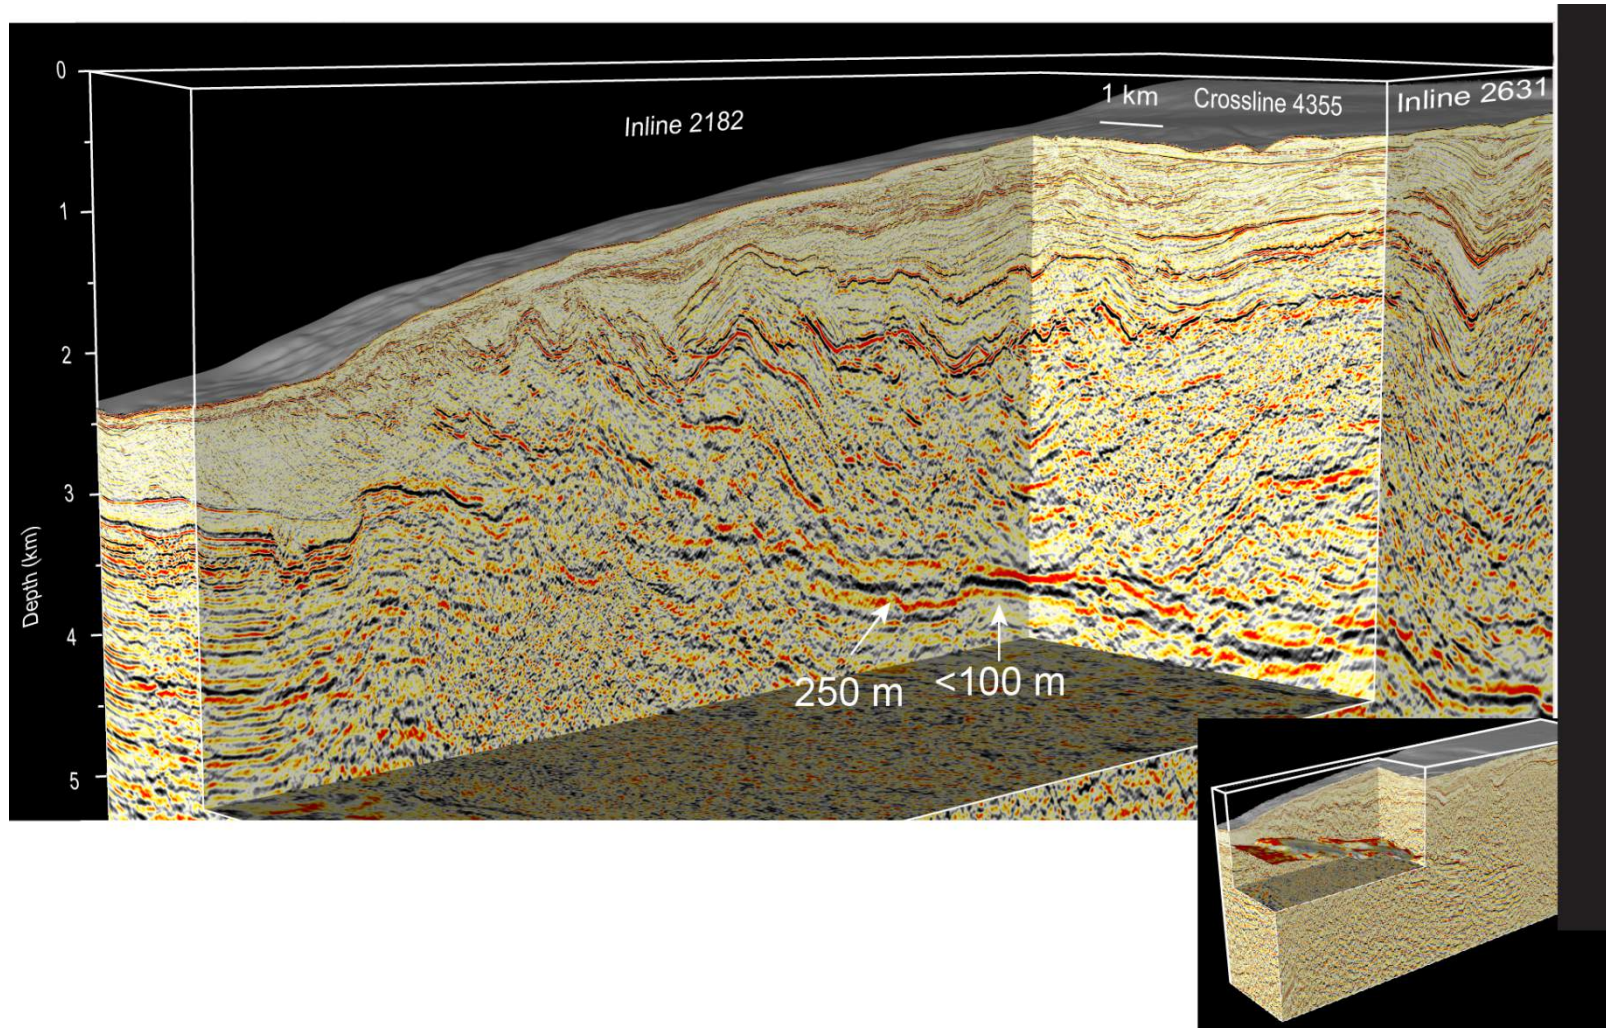 0
1 km
Crossline 4355
Inline 2631
Inline 2182
1
2
3
Depth (km)
4
250 m
<100 m
5